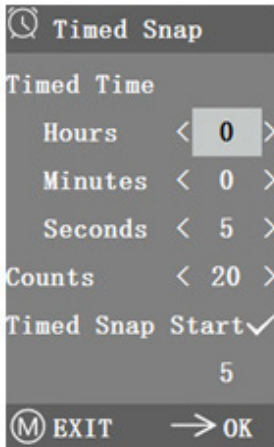 Timed Snap
Timed Time
Hours < 0 >
Minutes < 0 >
Seconds < 5 >
Counts < 20 >
Timed Snap Start✓
5
M EXIT → OK